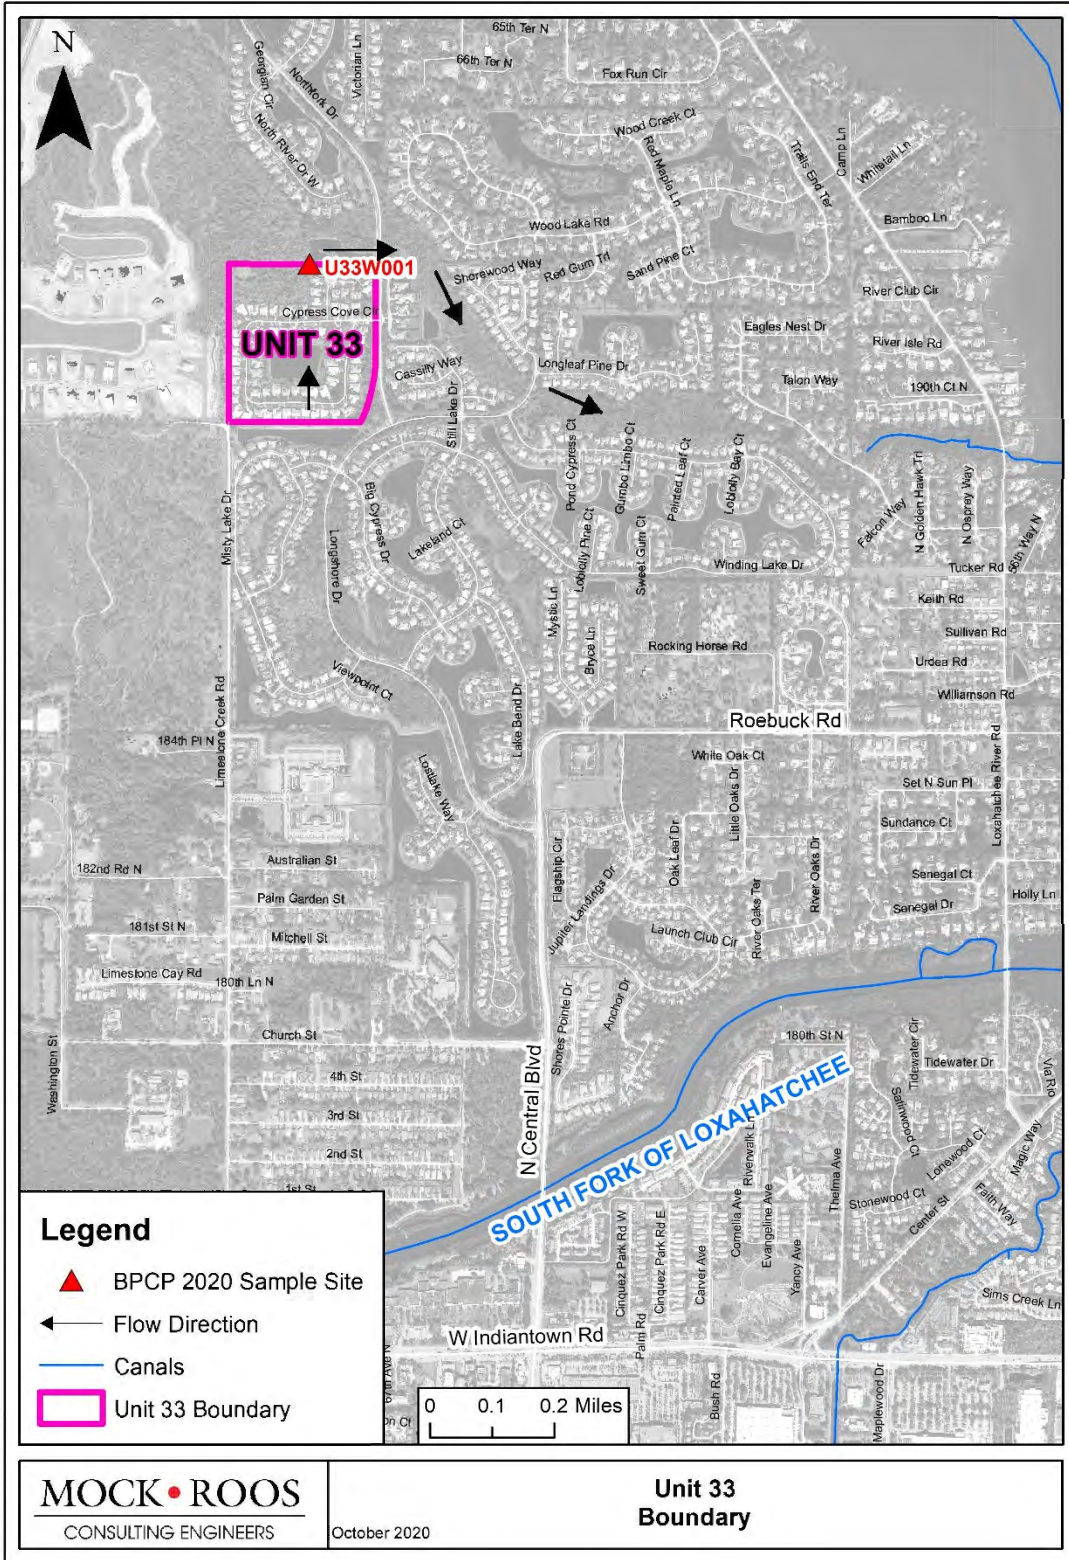 N
65th Ter N
66th Ter N
Fox Run Cir
Victorian Ln
Georgian Cir
Northfork Dr
North River Dr W
Wood Creek Ct
Red Maple Ln
Trails End Ter
Camp Ln
Whitstail Ln
Bamboo Ln
Wood Lake Rd
Red Gum Trl
Sand Pine Ct
Shorewood Way
River Club Cir
U33W001
Cypress Cove Cir
UNIT 33
Cassilly Way
Still Lake Dr
Longleaf Pine Dr
Eagles Nest Dr
Talon Way
River Isle Rd
190th Ct N
Misty Lake Dr
Longshore Dr
Big Cypress Dr
Lakeland Ct
Pond Cypress Ct
Gumbo Limbo Ct
Painted Leaf Ct
Loblolly Bay Ct
Falcon Way
N Golden Hawk Trl
N Osprey Way
56th Way N
Loblolly Pine Ct
Sweet Gum Ct
Winding Lake Dr
Tucker Rd
Keith Rd
Sullivan Rd
Urdea Rd
Williamson Rd
Mystic Ln
Bryce Ln
Rocking Horse Rd
Viewpoint Ct
Lake Bend Dr
Limestone Creek Rd
184th Pl N
Roebuck Rd
White Oak Ct
Loxahatchee River Rd
Lostlake Way
Little Oaks Dr
Oak Leaf Dr
Set N Sun Pl
Sundance Ct
182nd Rd N
Australian St
Palm Garden St
Mitchell St
181st St N
Limestone Cay Rd
180th Ln N
Flagship Cir
Jupiter Landings Dr
River Oaks Ter
River Oaks Dr
Launch Club Cir
Senegal Ct
Senegal Dr
Holly Ln
Church St
Washington St
4th St
3rd St
2nd St
1st St
N Central Blvd
Shores Pointe Dr
Anchor Dr
SOUTH FORK OF LOXAHATCHEE
180th St N
Tidewater Cir
Tidewater Dr
Via Rio
Satinwood Ct
Lonewood Ct
Magic Way
Faith Way
Stonewood Ct
Center St
Riverwalk Ln
Thelma Ave
Cornelia Ave
Evangeline Ave
Yancy Ave
Cinquez Park Rd W
Cinquez Park Rd E
Carver Ave
Sims Creek Ln
W Indiantown Rd
Palm Rd
Bush Rd
Maplewood Dr
Legend
BPCP 2020 Sample Site
Flow Direction
Canals
Unit 33 Boundary
0 0.1 0.2 Miles
MOCK•ROOS
CONSULTING ENGINEERS
October 2020
Unit 33
Boundary